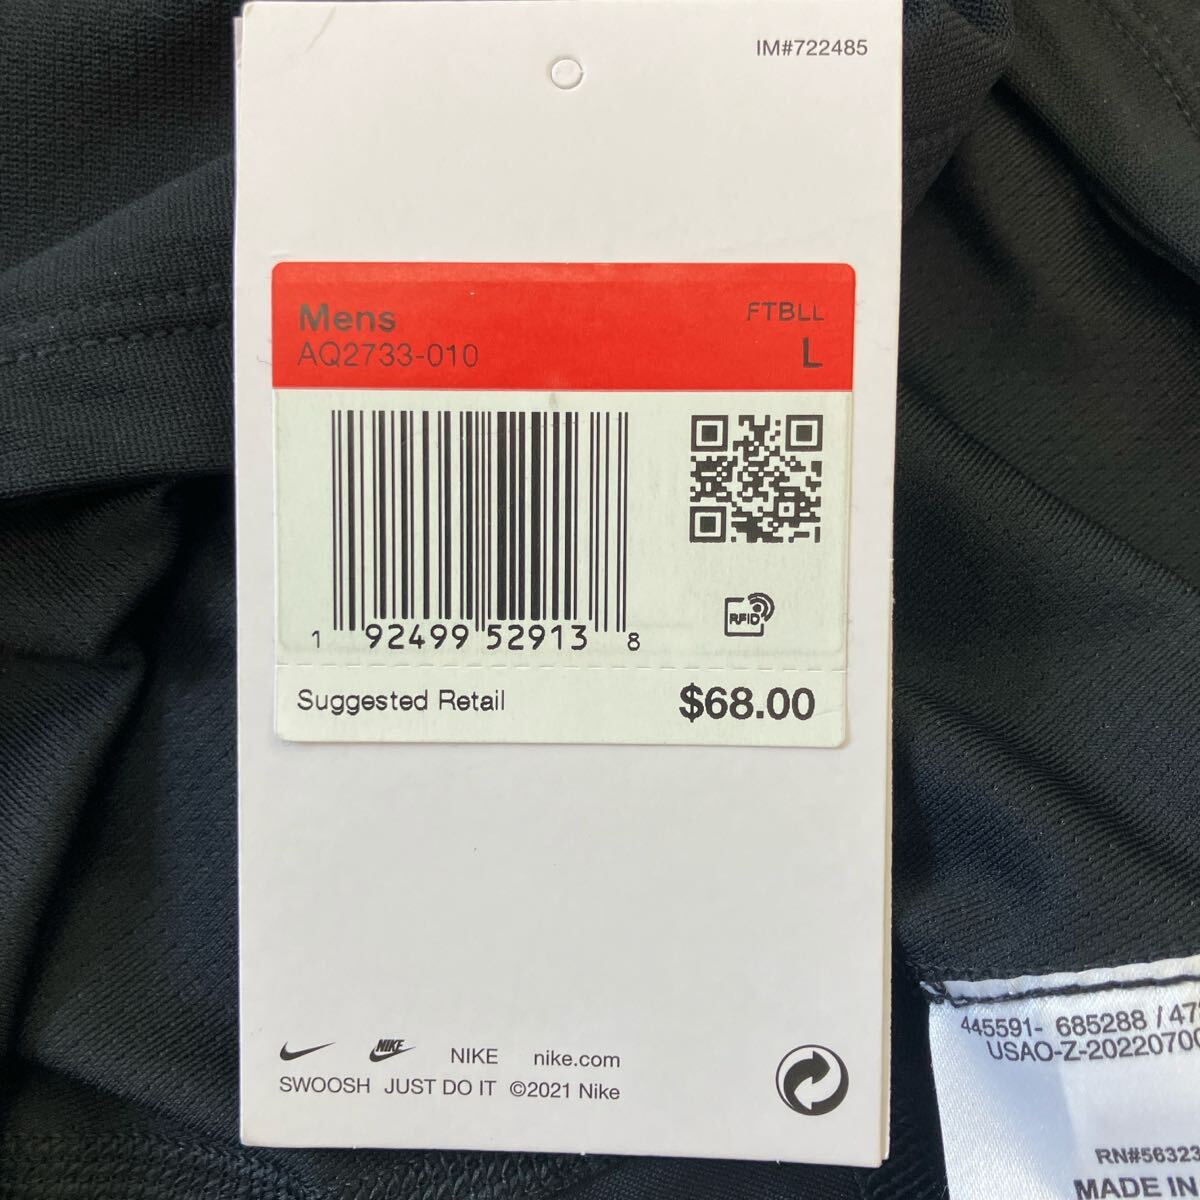 IM#722485
Mens FTBLL
AQ2733-010 L
1 92499 52913 8
RFID
Suggested Retail $68.00
NIKE NIKE nike.com
SWOOSH JUST DO IT ©2021 Nike
445591- 685288 / 47
USAO-Z-2022070
RN#56323
MADE IN